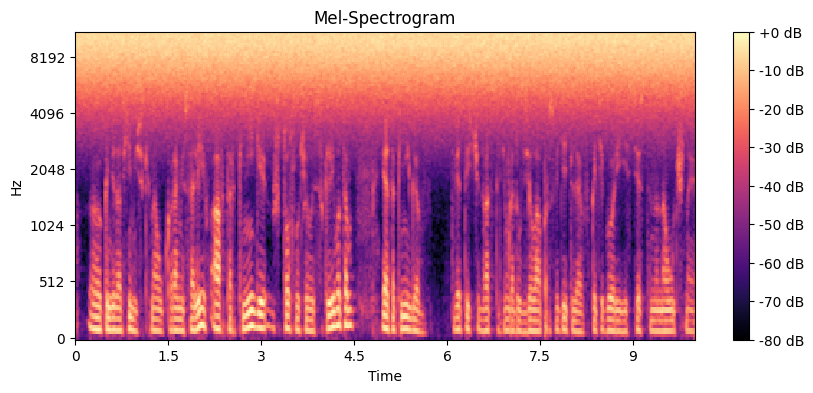 Mel-Spectrogram
+0 dB
8192
-10 dB
-20 dB
4096
-30 dB
2048
-40 dB
Hz
1024
-50 dB
512
-60 dB
-70 dB
0
-80 dB
0 1.5 3 4.5 6 7.5 9
Time